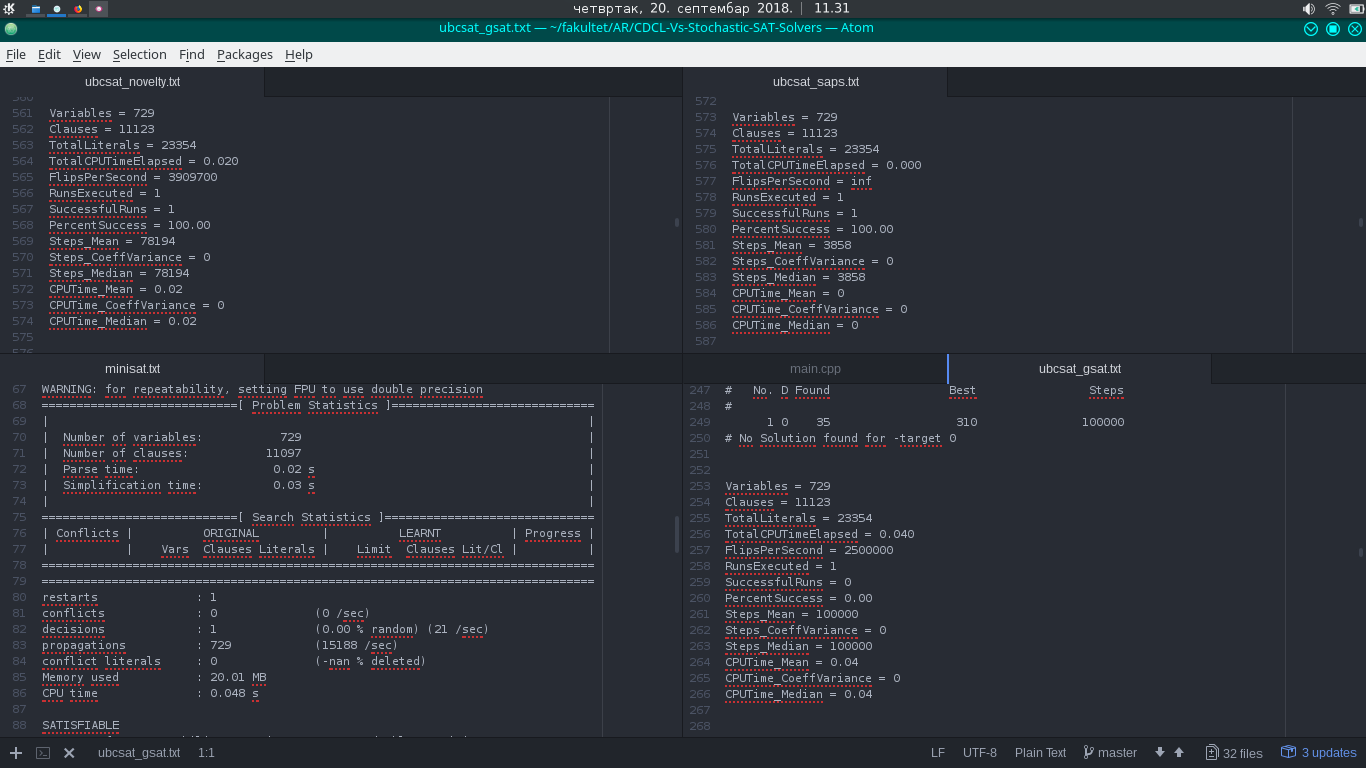 четвртак, 20. септембар 2018. | 11.31
ubcsat_gsat.txt — ~/fakultet/AR/CDCL-Vs-Stochastic-SAT-Solvers — Atom
File Edit View Selection Find Packages Help
ubcsat_novelty.txt
561 Variables = 729
562 Clauses = 11123
563 TotalLiterals = 23354
564 TotalCPUTimeElapsed = 0.020
565 FlipsPerSecond = 3909700
566 RunsExecuted = 1
567 SuccessfulRuns = 1
568 PercentSuccess = 100.00
569 Steps_Mean = 78194
570 Steps_CoeffVariance = 0
571 Steps_Median = 78194
572 CPUTime_Mean = 0.02
573 CPUTime_CoeffVariance = 0
574 CPUTime_Median = 0.02
575
ubcsat_saps.txt
572
573 Variables = 729
574 Clauses = 11123
575 TotalLiterals = 23354
576 TotalCPUTimeElapsed = 0.000
577 FlipsPerSecond = inf
578 RunsExecuted = 1
579 SuccessfulRuns = 1
580 PercentSuccess = 100.00
581 Steps_Mean = 3858
582 Steps_CoeffVariance = 0
583 Steps_Median = 3858
584 CPUTime_Mean = 0
585 CPUTime_CoeffVariance = 0
586 CPUTime_Median = 0
587
minisat.txt
67 WARNING: for repeatability, setting FPU to use double precision
68 ============================[ Problem Statistics ]=============================
69 | |
70 | Number of variables: 729 |
71 | Number of clauses: 11097 |
72 | Parse time: 0.02 s |
73 | Simplification time: 0.03 s |
74 | |
75 ============================[ Search Statistics ]==============================
76 | Conflicts | ORIGINAL | LEARNT | Progress |
77 | | Vars Clauses Literals | Limit Clauses Lit/Cl | |
78 ===============================================================================
79 ===============================================================================
80 restarts : 1
81 conflicts : 0 (0 /sec)
82 decisions : 1 (0.00 % random) (21 /sec)
83 propagations : 729 (15188 /sec)
84 conflict literals : 0 (-nan % deleted)
85 Memory used : 20.01 MB
86 CPU time : 0.048 s
87
88 SATISFIABLE
main.cpp
ubcsat_gsat.txt
247 # No. D Found Best Steps
248 #
249 1 0 35 310 100000
250 # No Solution found for -target 0
251
252
253 Variables = 729
254 Clauses = 11123
255 TotalLiterals = 23354
256 TotalCPUTimeElapsed = 0.040
257 FlipsPerSecond = 2500000
258 RunsExecuted = 1
259 SuccessfulRuns = 0
260 PercentSuccess = 0.00
261 Steps_Mean = 100000
262 Steps_CoeffVariance = 0
263 Steps_Median = 100000
264 CPUTime_Mean = 0.04
265 CPUTime_CoeffVariance = 0
266 CPUTime_Median = 0.04
267
268
ubcsat_gsat.txt 1:1 LF UTF-8 Plain Text master 32 files 3 updates